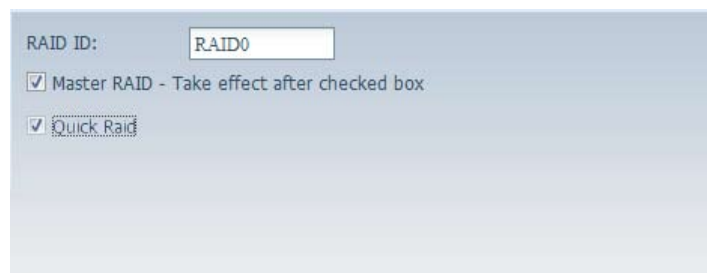 RAID ID: RAID0
Master RAID - Take effect after checked box
Quick Raid